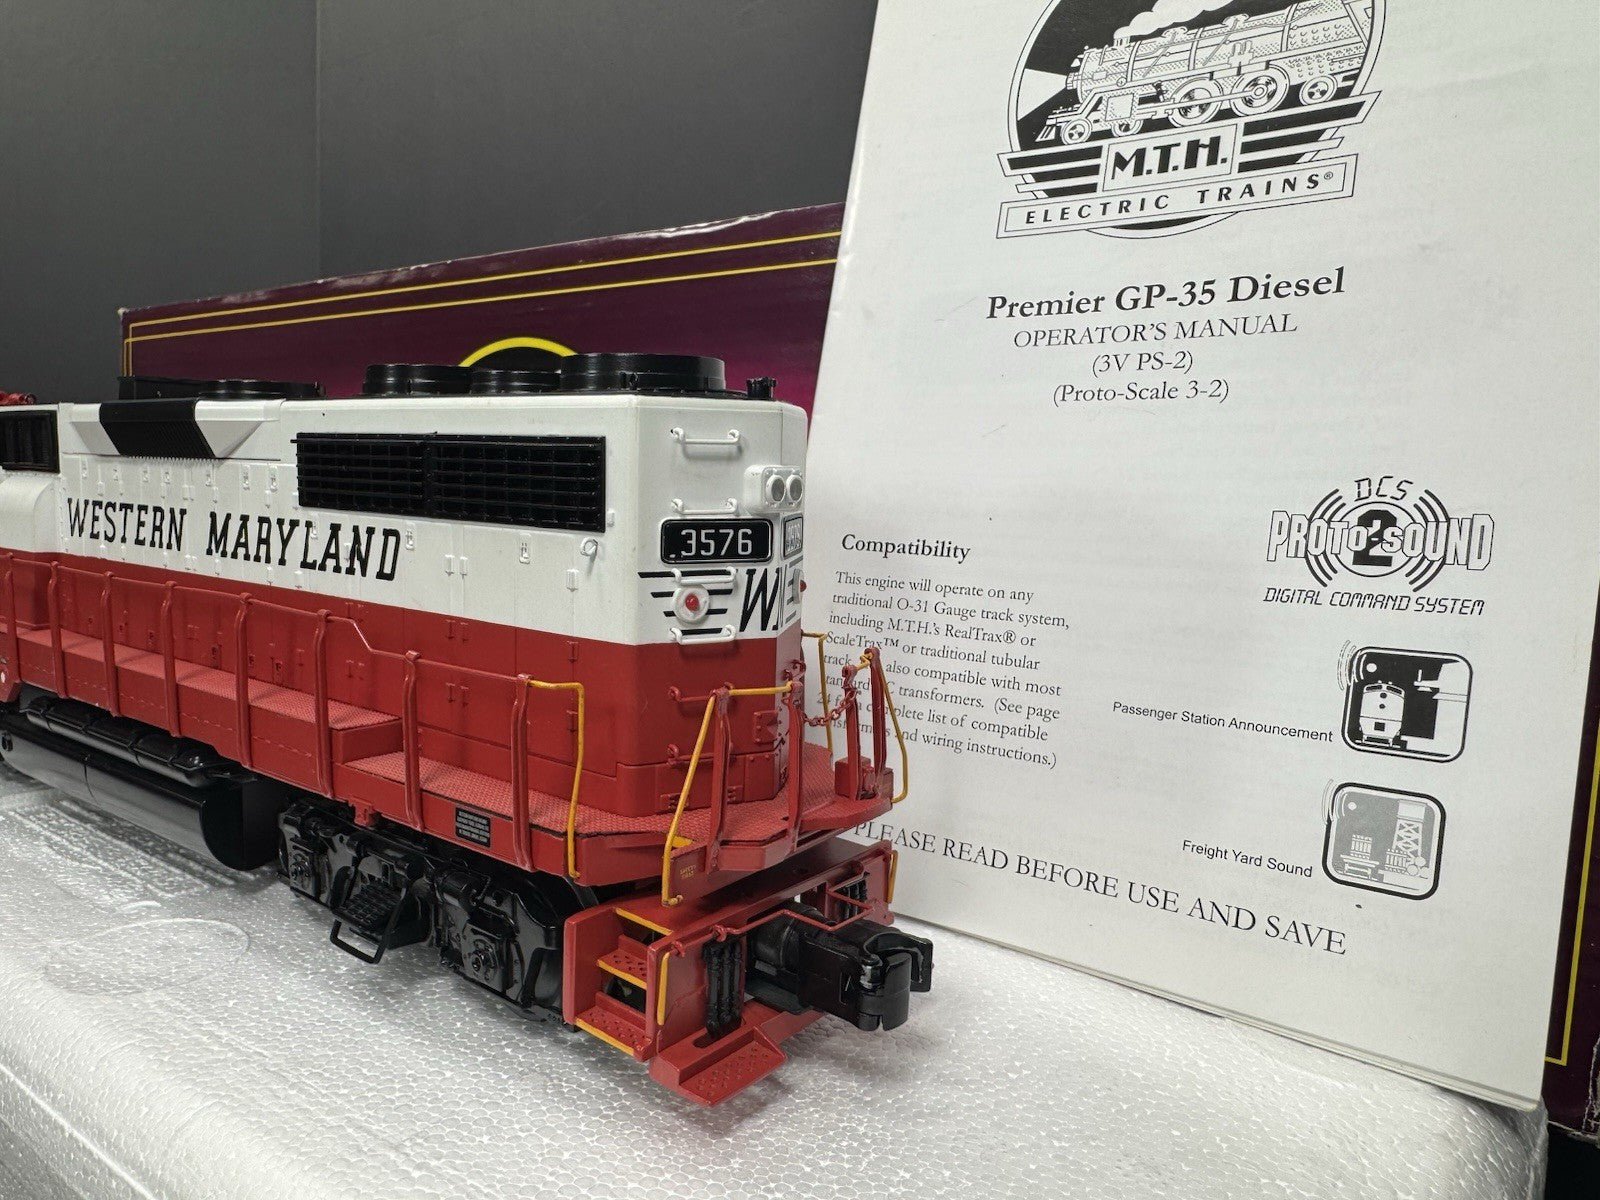 M.T.H.
ELECTRIC TRAINS®
Premier GP-35 Diesel
OPERATOR'S MANUAL
(3V PS-2)
(Proto-Scale 3-2)
DCS
PROTO-SOUND
2
DIGITAL COMMAND SYSTEM
Compatibility
This engine will operate on any
traditional O-31 Gauge track system,
including M.T.H.'s RealTrax® or
ScaleTrax™ or traditional tubular
track also compatible with most
transformers. (See page
list of compatible
and wiring instructions.)
Passenger Station Announcement
Freight Yard Sound
PLEASE READ BEFORE USE AND SAVE
WESTERN MARYLAND
3576
WM